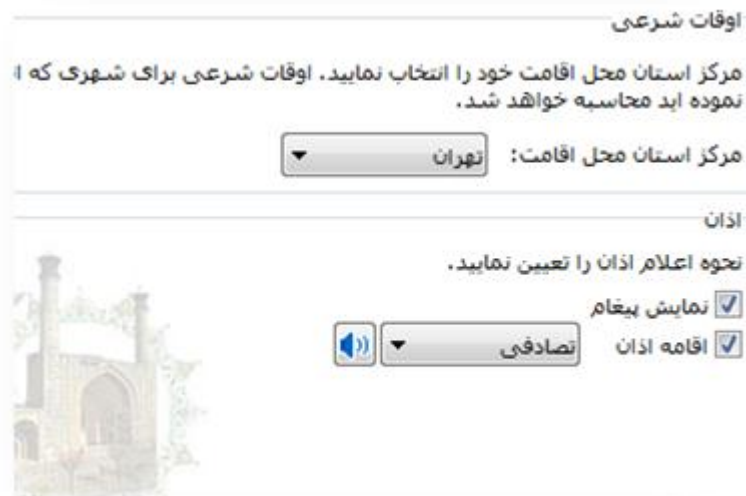 اوقات شرعی
مرکز استان محل اقامت خود را انتخاب نمایید. اوقات شرعی برای شهری که
نموده اید محاسبه خواهد شد.
مرکز استان محل اقامت: تهران
اذان
نحوه اعلام اذان را تعیین نمایید.
نمایش پیغام
اقامه اذان تصادفی